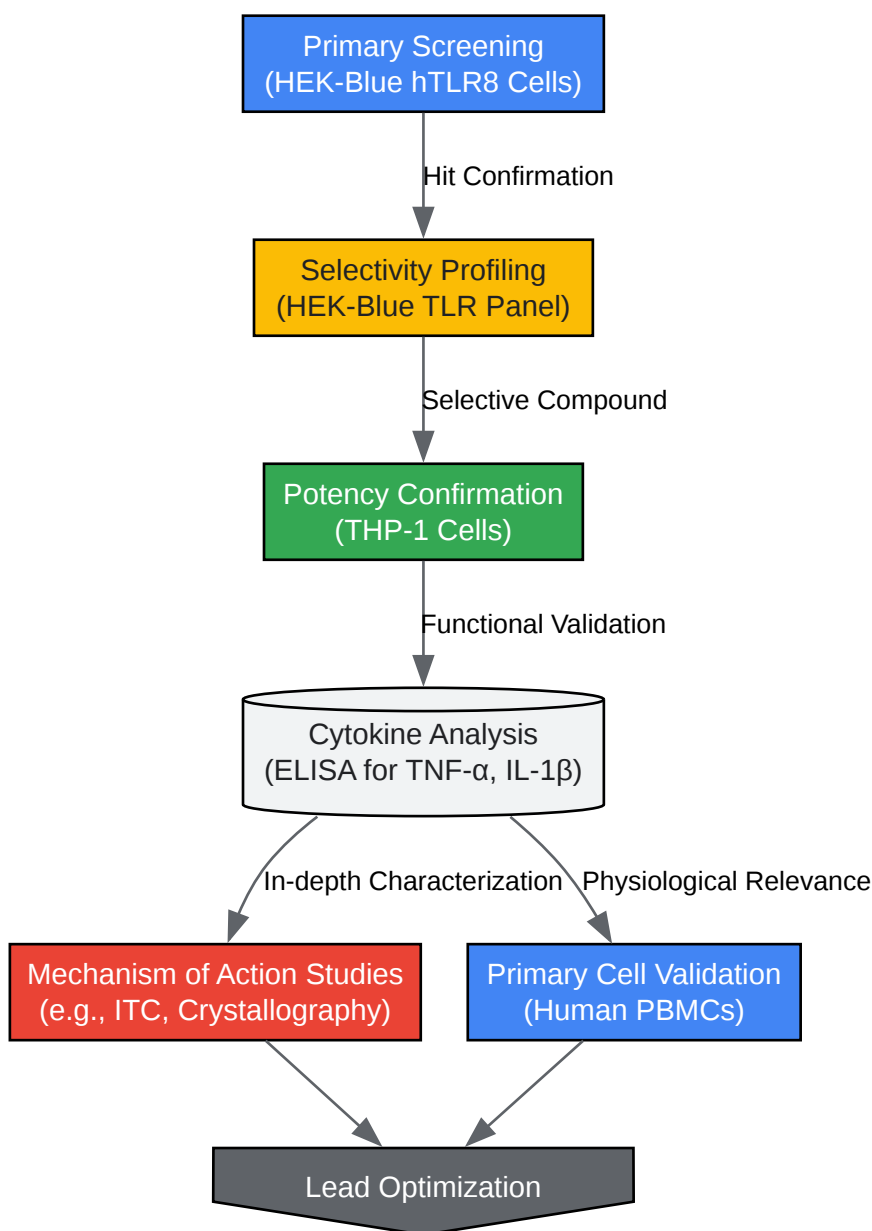 Primary Screening
(HEK-Blue hTLR8 Cells)
Hit Confirmation
Selectivity Profiling
(HEK-Blue TLR Panel)
Selective Compound
Potency Confirmation
(THP-1 Cells)
Functional Validation
Cytokine Analysis
(ELISA for TNF-α, IL-1β)
In-depth Characterization
Physiological Relevance
Mechanism of Action Studies
(e.g., ITC, Crystallography)
Primary Cell Validation
(Human PBMCs)
Lead Optimization